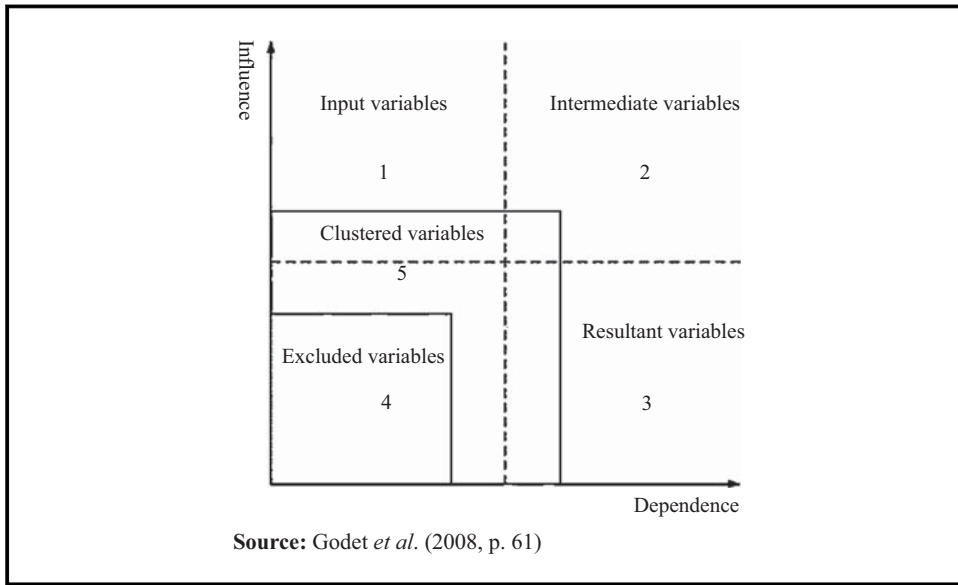 Influence
Input variables
Intermediate variables
1
2
Clustered variables
5
Resultant variables
Excluded variables
4
3
Dependence
Source: Godet et al. (2008, p. 61)